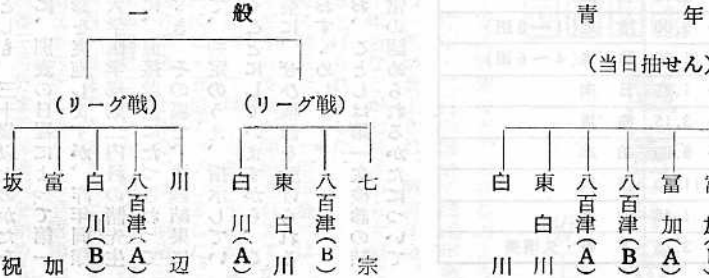 一般
(リーグ戦)
(リーグ戦)
坂祝
富加
白川(B)
八百津(A)
川辺
白川(A)
東白川
八百津(B)
七宗
青年
(当日抽せん)
白川
東白川
八百津(A)
八百津(B)
富加(A)